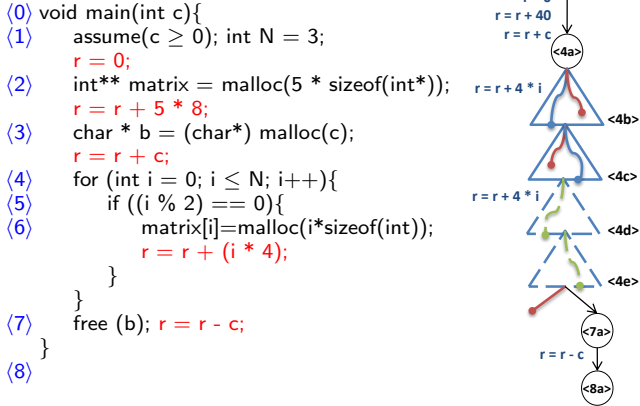 ⟨0⟩ void main(int c){
⟨1⟩ assume(c ≥ 0); int N = 3;
r = 0;
⟨2⟩ int** matrix = malloc(5 * sizeof(int*));
r = r + 5 * 8;
⟨3⟩ char * b = (char*) malloc(c);
r = r + c;
⟨4⟩ for (int i = 0; i ≤ N; i++){
⟨5⟩ if ((i % 2) == 0){
⟨6⟩ matrix[i]=malloc(i*sizeof(int));
r = r + (i * 4);
}
}
⟨7⟩ free (b); r = r - c;
}
⟨8⟩
r = r + 40
r = r + c
<4a>
r = r + 4 * i
<4b>
<4c>
r = r + 4 * i
<4d>
<4e>
<7a>
r = r - c
<8a>